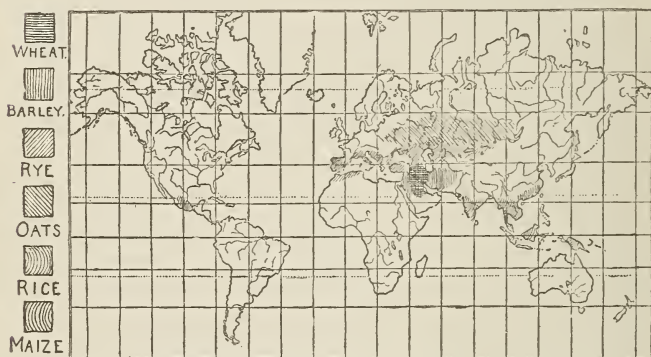 WHEAT.
BARLEY.
RYE
OATS
RICE
MAIZE